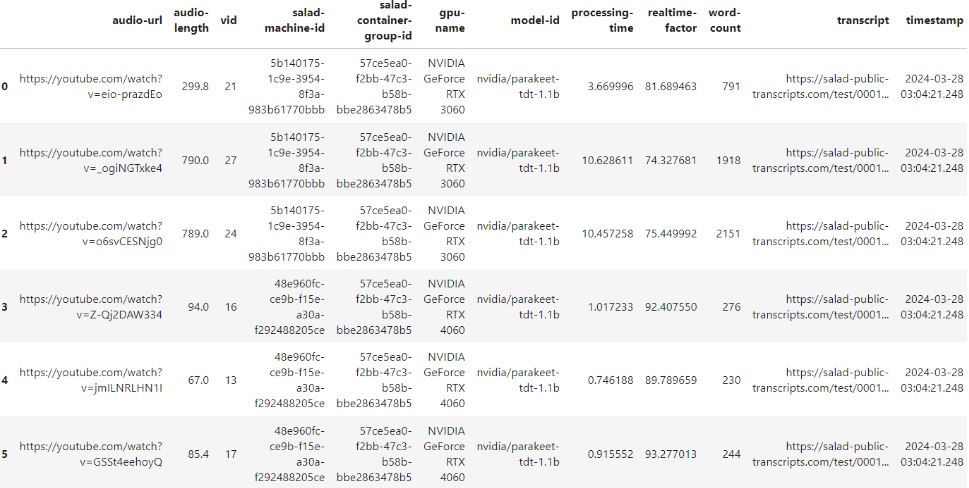 audio-url audio-length vid salad-machine-id salad-container-group-id gpu-name model-id processing-time realtime-factor word-count transcript timestamp
0 https://youtube.com/watch?v=eio-prazdEo 299.8 21 5b140175-1c9e-3954-8f3a-983b61770bbb 57ce5ea0-f2bb-47c3-b58b-bbe2863478b5 NVIDIA GeForce RTX 3060 nvidia/parakeet-tdt-1.1b 3.669996 81.689463 791 https://salad-public-transcripts.com/test/0001... 2024-03-28 03:04:21.248
1 https://youtube.com/watch?v=_ogiNGTxke4 790.0 27 5b140175-1c9e-3954-8f3a-983b61770bbb 57ce5ea0-f2bb-47c3-b58b-bbe2863478b5 NVIDIA GeForce RTX 3060 nvidia/parakeet-tdt-1.1b 10.628611 74.327681 1918 https://salad-public-transcripts.com/test/0001... 2024-03-28 03:04:21.248
2 https://youtube.com/watch?v=o6svCESNjg0 789.0 24 5b140175-1c9e-3954-8f3a-983b61770bbb 57ce5ea0-f2bb-47c3-b58b-bbe2863478b5 NVIDIA GeForce RTX 3060 nvidia/parakeet-tdt-1.1b 10.457258 75.449992 2151 https://salad-public-transcripts.com/test/0001... 2024-03-28 03:04:21.248
3 https://youtube.com/watch?v=Z-Qj2DAW334 94.0 16 48e960fc-ce9b-f15e-a30a-f292488205ce 57ce5ea0-f2bb-47c3-b58b-bbe2863478b5 NVIDIA GeForce RTX 4060 nvidia/parakeet-tdt-1.1b 1.017233 92.407550 276 https://salad-public-transcripts.com/test/0001... 2024-03-28 03:04:21.248
4 https://youtube.com/watch?v=jmILNRLHN1I 67.0 13 48e960fc-ce9b-f15e-a30a-f292488205ce 57ce5ea0-f2bb-47c3-b58b-bbe2863478b5 NVIDIA GeForce RTX 4060 nvidia/parakeet-tdt-1.1b 0.746188 89.789659 230 https://salad-public-transcripts.com/test/0001... 2024-03-28 03:04:21.248
5 https://youtube.com/watch?v=GSSt4eehoyQ 85.4 17 48e960fc-ce9b-f15e-a30a-f292488205ce 57ce5ea0-f2bb-47c3-b58b-bbe2863478b5 NVIDIA GeForce RTX 4060 nvidia/parakeet-tdt-1.1b 0.915552 93.277013 244 https://salad-public-transcripts.com/test/0001... 2024-03-28 03:04:21.248